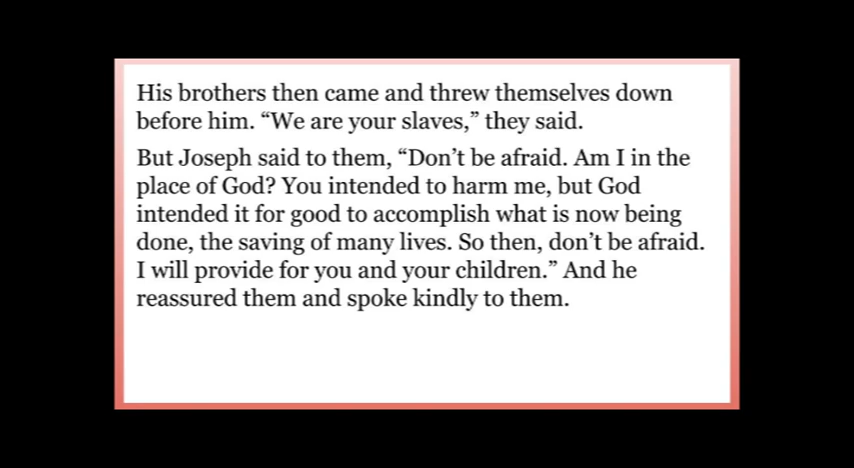 His brothers then came and threw themselves down
before him. “We are your slaves,” they said.
But Joseph said to them, “Don’t be afraid. Am I in the
place of God? You intended to harm me, but God
intended it for good to accomplish what is now being
done, the saving of many lives. So then, don’t be afraid.
I will provide for you and your children.” And he
reassured them and spoke kindly to them.